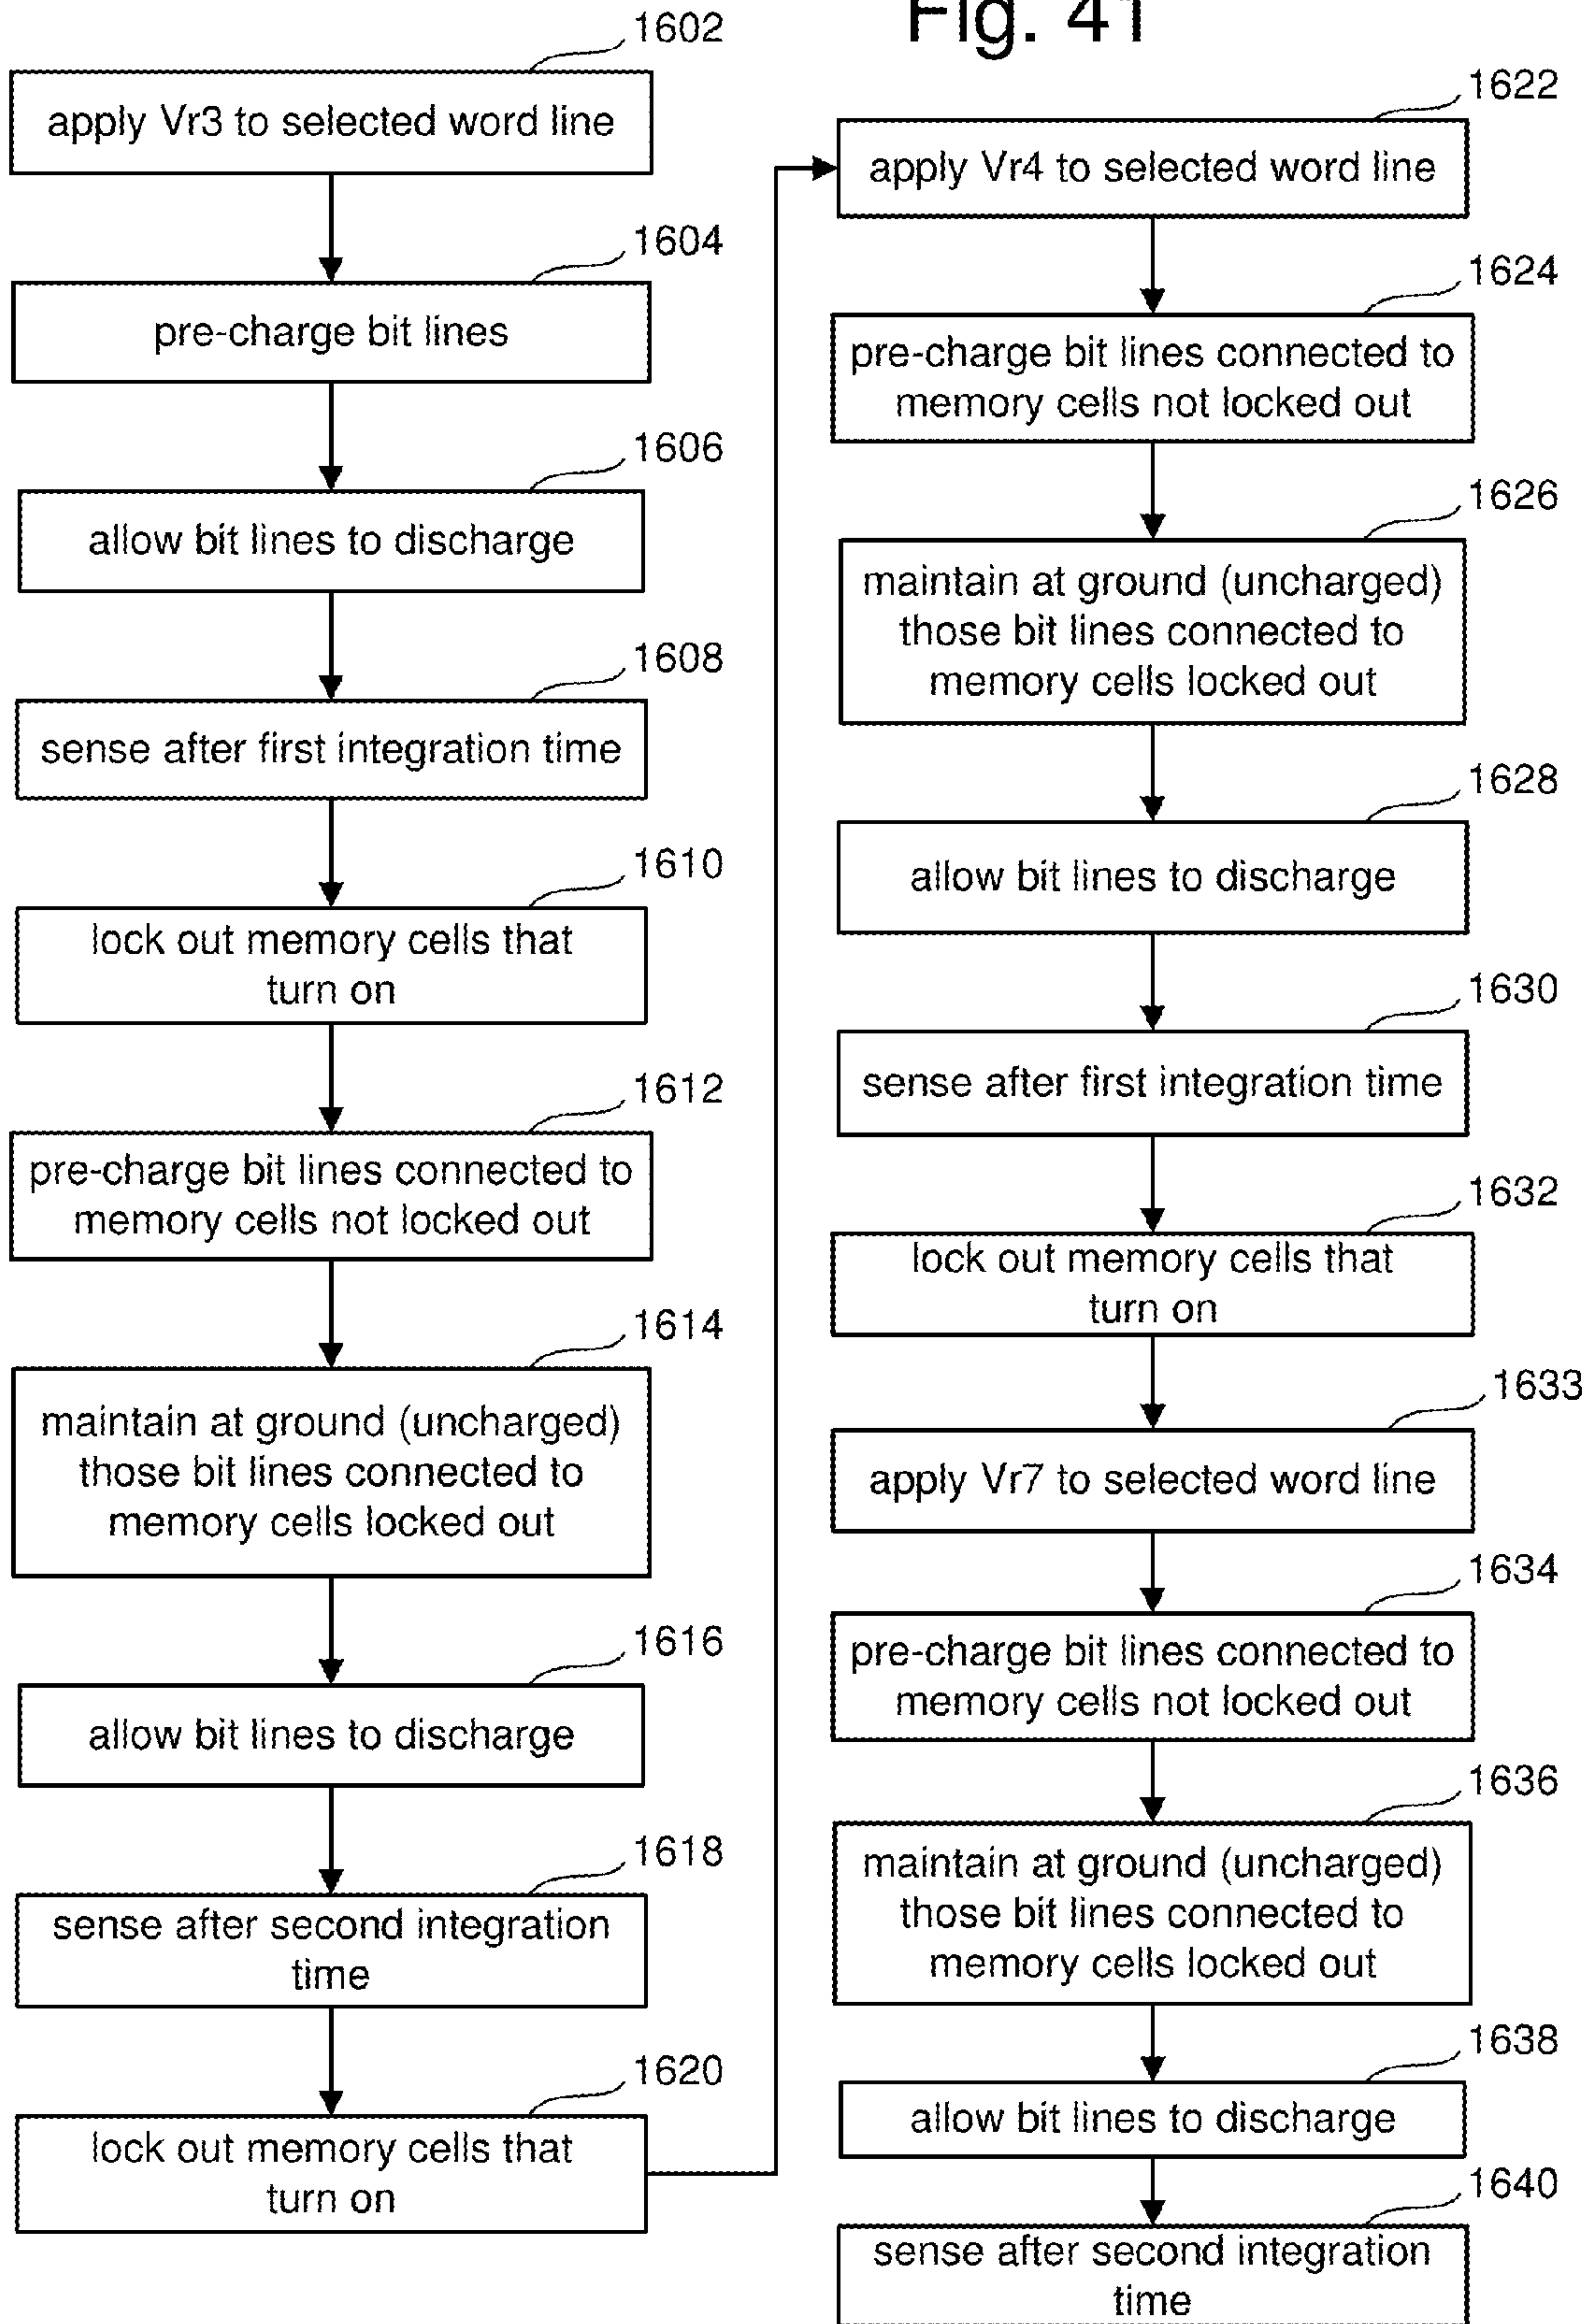 Fig. 41
1602
apply Vr3 to selected word line
1604
pre-charge bit lines
1606
allow bit lines to discharge
1608
sense after first integration time
1610
lock out memory cells that
turn on
1612
pre-charge bit lines connected to
memory cells not locked out
1614
maintain at ground (uncharged)
those bit lines connected to
memory cells locked out
1616
allow bit lines to discharge
1618
sense after second integration
time
1620
lock out memory cells that
turn on
1622
apply Vr4 to selected word line
1624
pre-charge bit lines connected to
memory cells not locked out
1626
maintain at ground (uncharged)
those bit lines connected to
memory cells locked out
1628
allow bit lines to discharge
1630
sense after first integration time
1632
lock out memory cells that
turn on
1633
apply Vr7 to selected word line
1634
pre-charge bit lines connected to
memory cells not locked out
1636
maintain at ground (uncharged)
those bit lines connected to
memory cells locked out
1638
allow bit lines to discharge
1640
sense after second integration
time